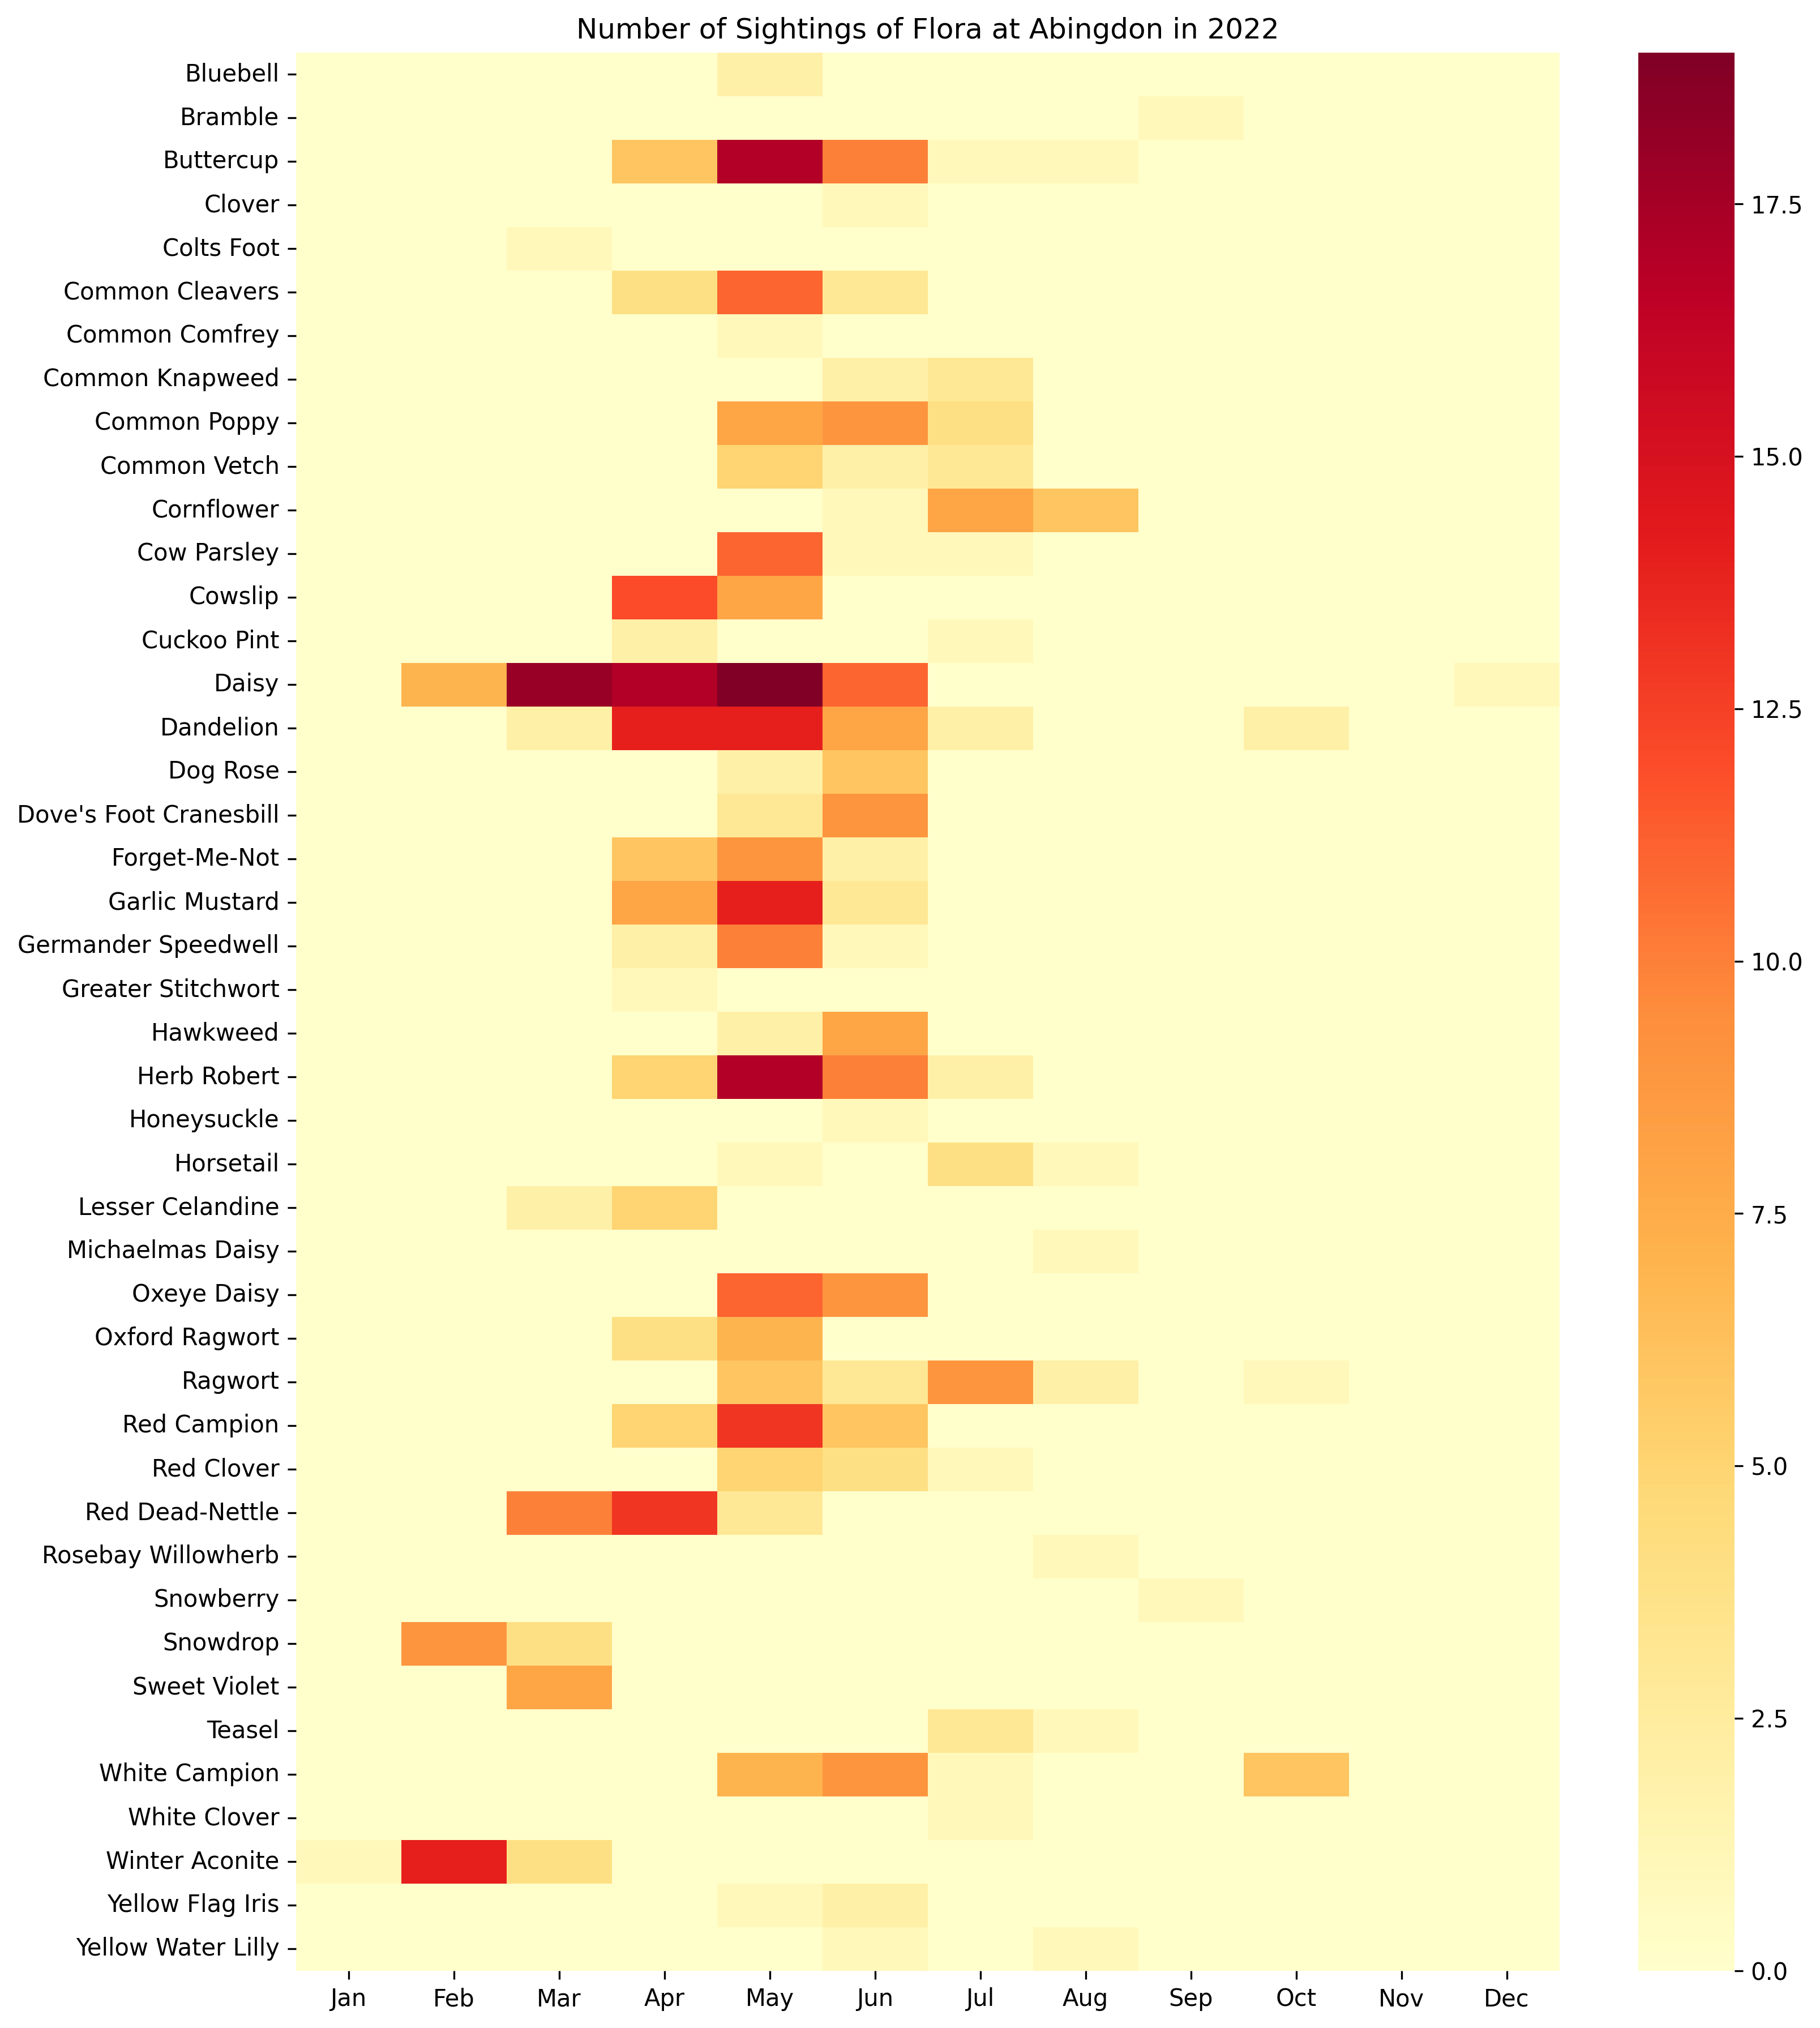 Number of Sightings of Flora at Abingdon in 2022
Bluebell
Bramble
Buttercup
Clover
Colts Foot
Common Cleavers
Common Comfrey
Common Knapweed
Common Poppy
Common Vetch
Cornflower
Cow Parsley
Cowslip
Cuckoo Pint
Daisy
Dandelion
Dog Rose
Dove's Foot Cranesbill
Forget-Me-Not
Garlic Mustard
Germander Speedwell
Greater Stitchwort
Hawkweed
Herb Robert
Honeysuckle
Horsetail
Lesser Celandine
Michaelmas Daisy
Oxeye Daisy
Oxford Ragwort
Ragwort
Red Campion
Red Clover
Red Dead-Nettle
Rosebay Willowherb
Snowberry
Snowdrop
Sweet Violet
Teasel
White Campion
White Clover
Winter Aconite
Yellow Flag Iris
Yellow Water Lilly
Jan Feb Mar Apr May Jun Jul Aug Sep Oct Nov Dec
17.5
15.0
12.5
10.0
7.5
5.0
2.5
0.0